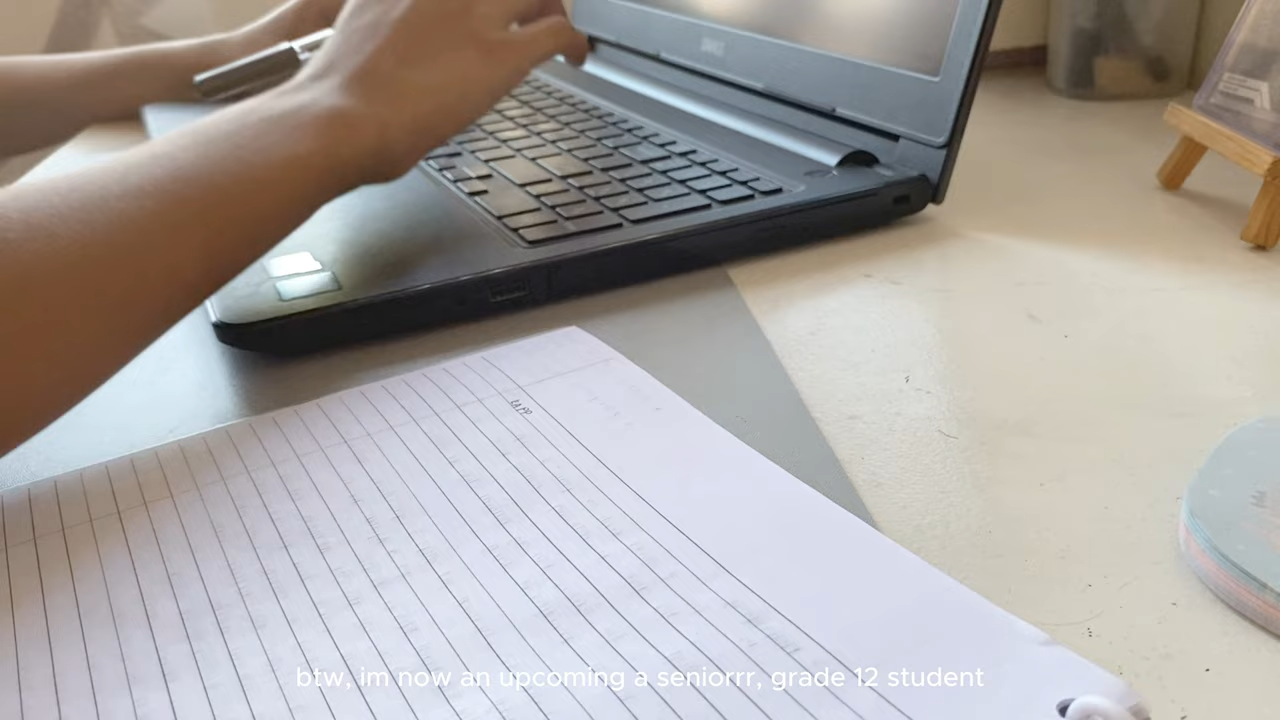 btw, im now an upcoming a seniorrr, grade 12 student